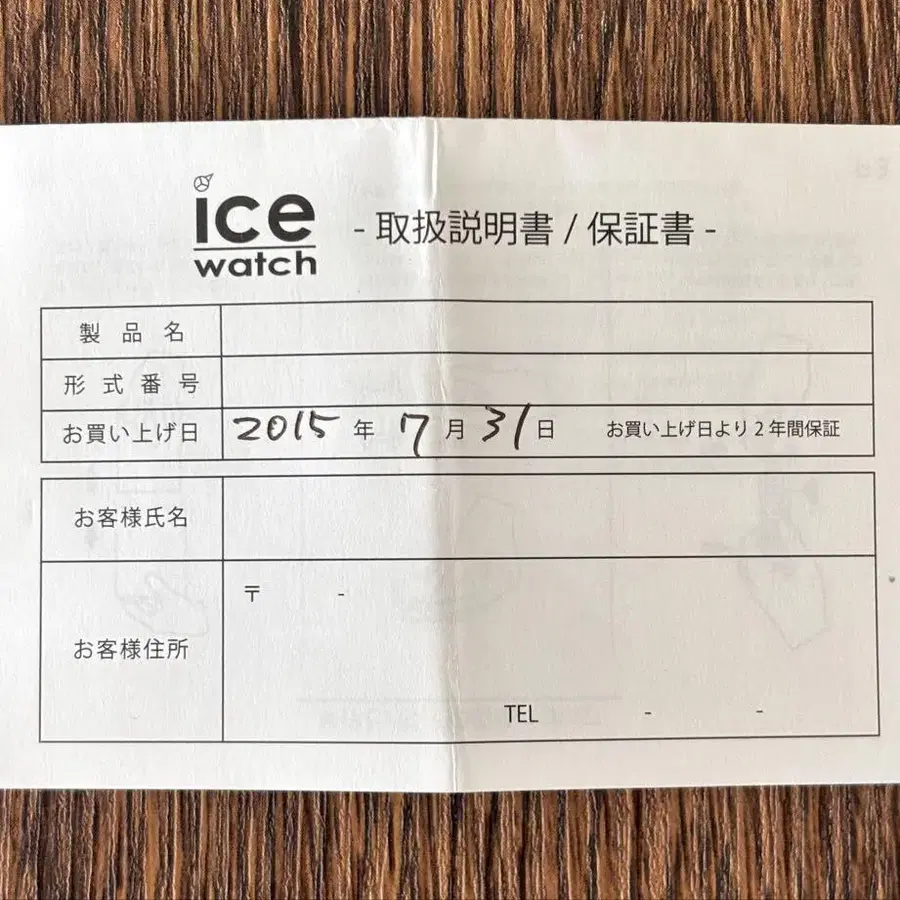 ice
watch
- 取扱説明書 / 保証書 -
製品名
形式番号
お買い上げ日 2015 年 7 月 31 日 お買い上げ日より2年間保証
お客様氏名
〒 -
お客様住所
TEL - -